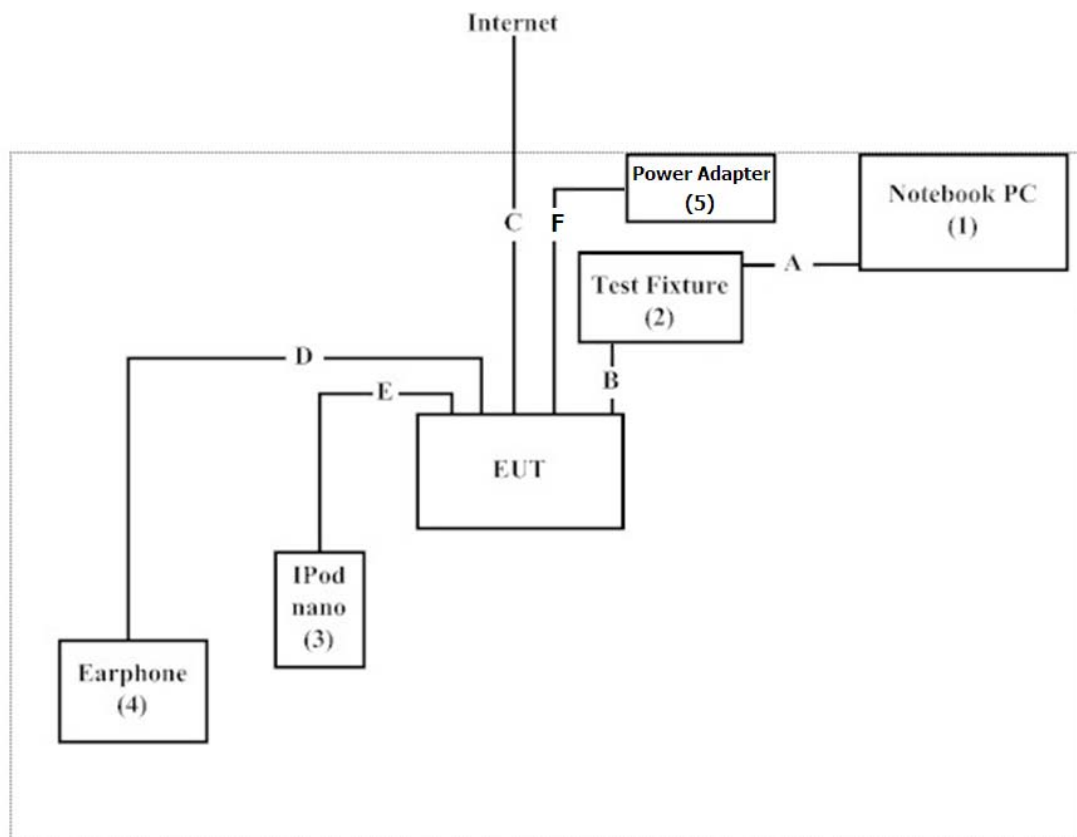 Internet
Power Adapter
(5)
Notebook PC
(1)
C
F
A
Test Fixture
(2)
D
B
E
EUT
IPod
nano
(3)
Earphone
(4)